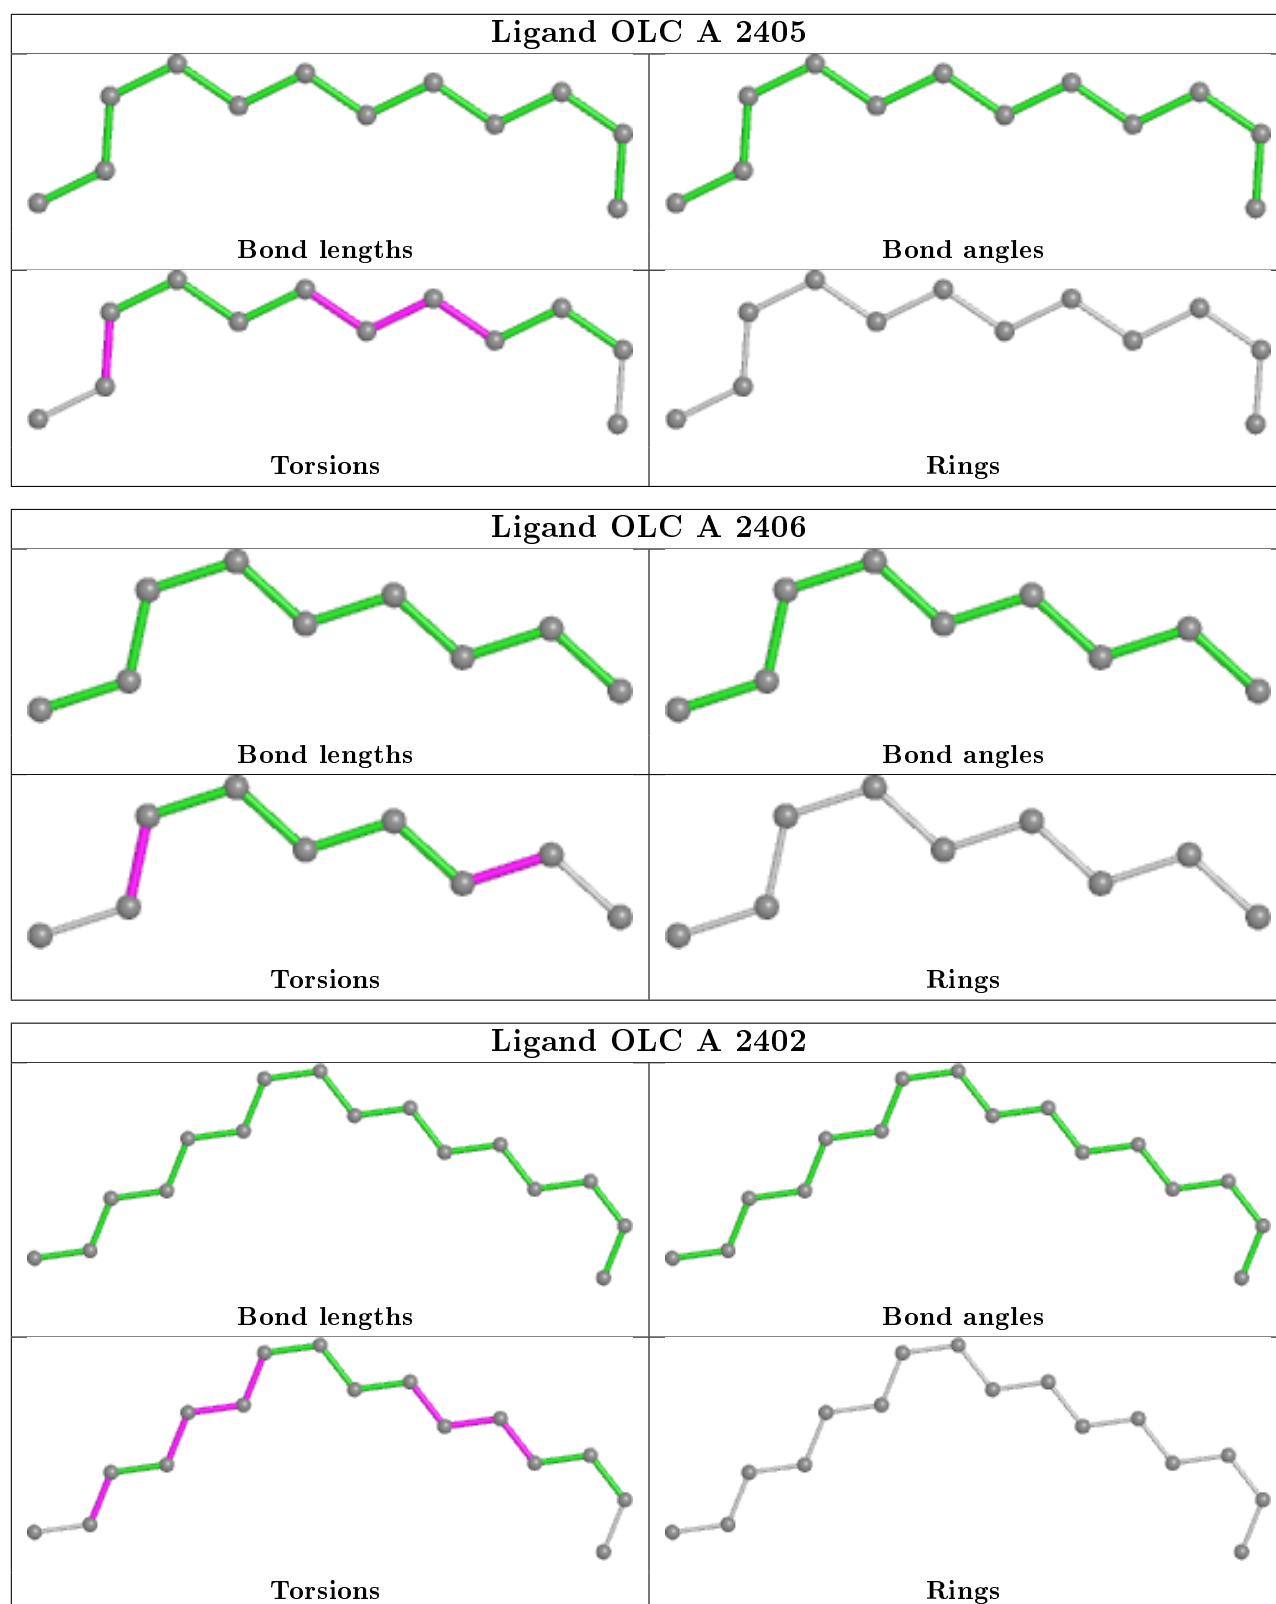 Ligand OLC A 2405
Bond lengths
Bond angles
Torsions
Rings
Ligand OLC A 2406
Bond lengths
Bond angles
Torsions
Rings
Ligand OLC A 2402
Bond lengths
Bond angles
Torsions
Rings